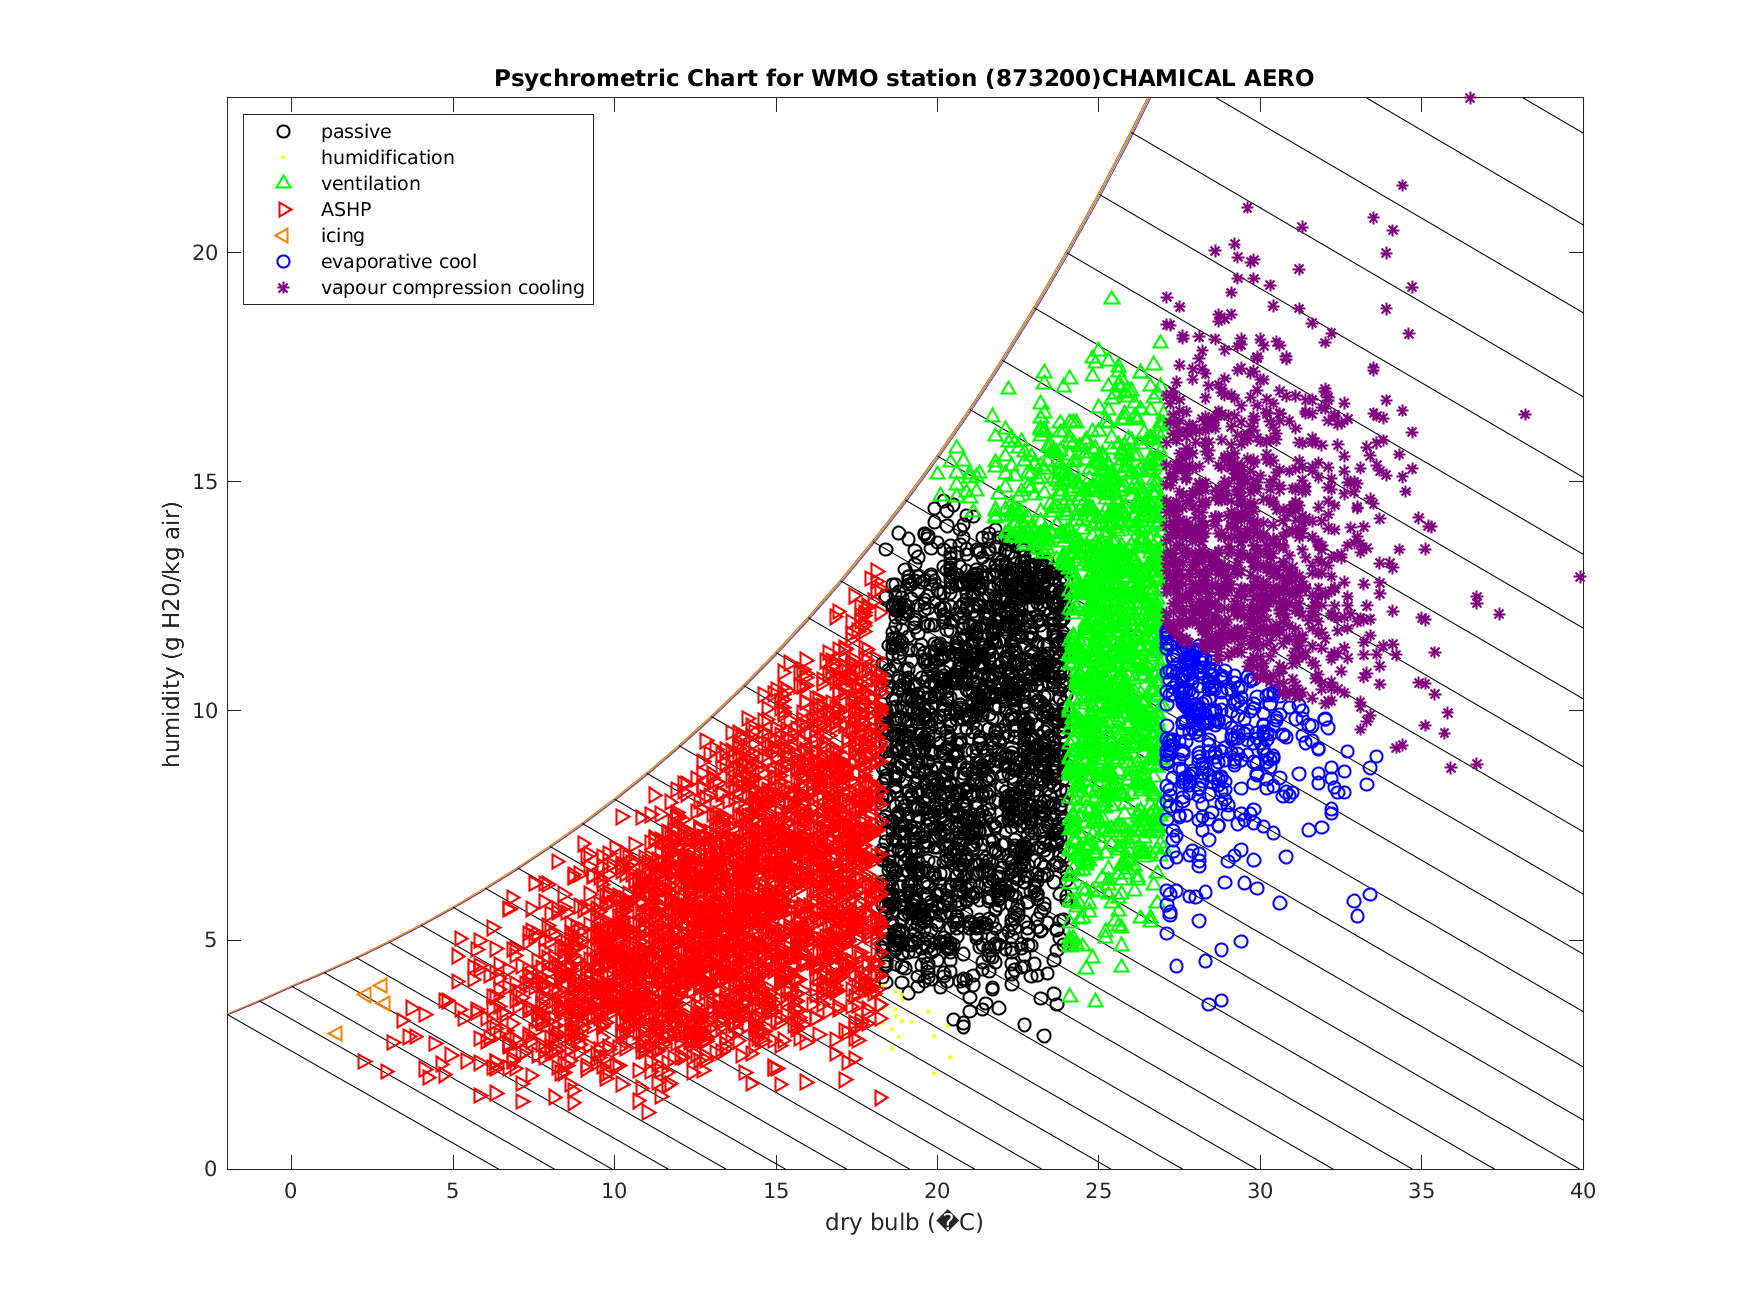 Psychrometric Chart for WMO station (873200)CHAMICAL AERO
passive
humidification
ventilation
ASHP
icing
evaporative cool
vapour compression cooling
humidity (g H20/kg air)
20
15
10
5
0
0 5 10 15 20 25 30 35 40
dry bulb (�C)